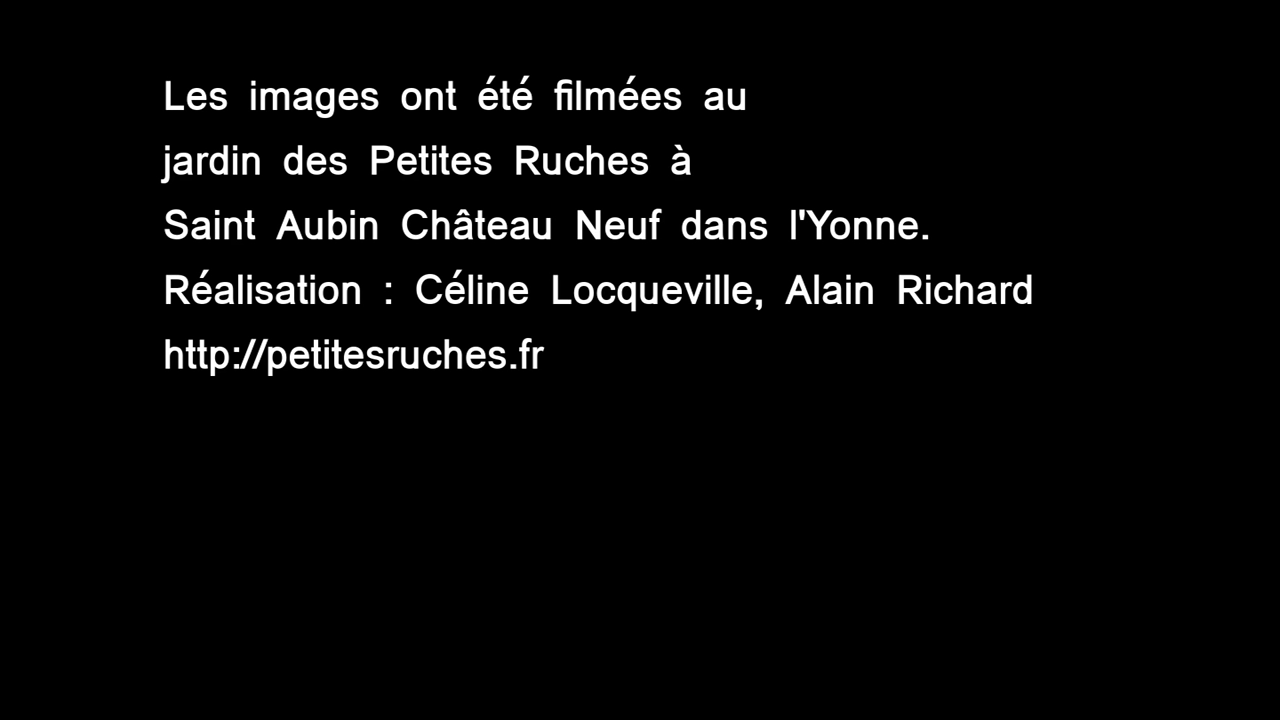 Les images ont été filmées au
jardin des Petites Ruches à
Saint Aubin Château Neuf dans l'Yonne.
Réalisation : Céline Locqueville, Alain Richard
http://petitesruches.fr